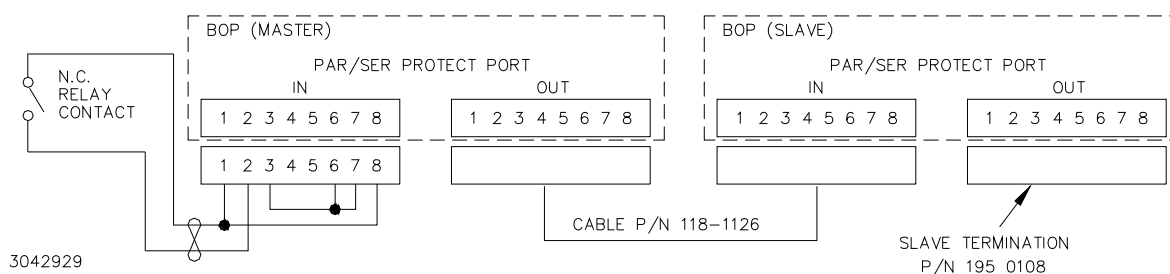 BOP (MASTER)
BOP (SLAVE)
PAR/SER PROTECT PORT
PAR/SER PROTECT PORT
N.C.
RELAY
CONTACT
IN
OUT
IN
OUT
1 2 3 4 5 6 7 8
1 2 3 4 5 6 7 8
1 2 3 4 5 6 7 8
1 2 3 4 5 6 7 8
1 2 3 4 5 6 7 8
CABLE P/N 118-1126
SLAVE TERMINATION
P/N 195 0108
3042929